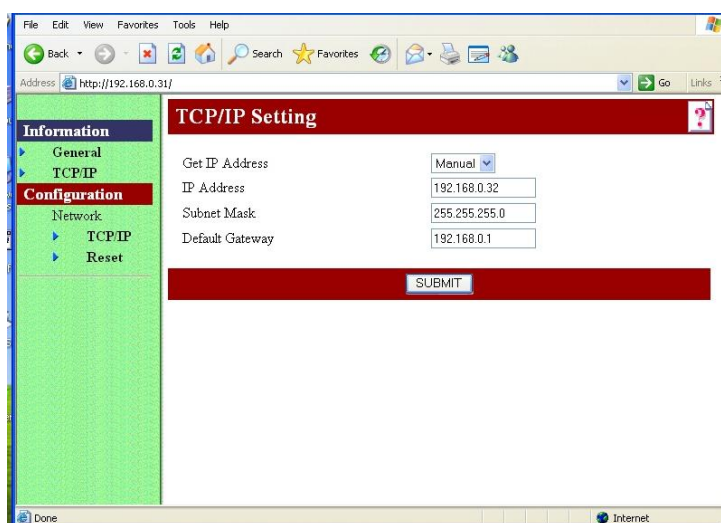 File Edit View Favorites Tools Help
Back Search Favorites
Address http://192.168.0.31/ Go Links
Information
General
TCP/IP
Configuration
Network
TCP/IP
Reset
TCP/IP Setting
?
Get IP Address Manual
IP Address 192.168.0.32
Subnet Mask 255.255.255.0
Default Gateway 192.168.0.1
SUBMIT
Done Internet